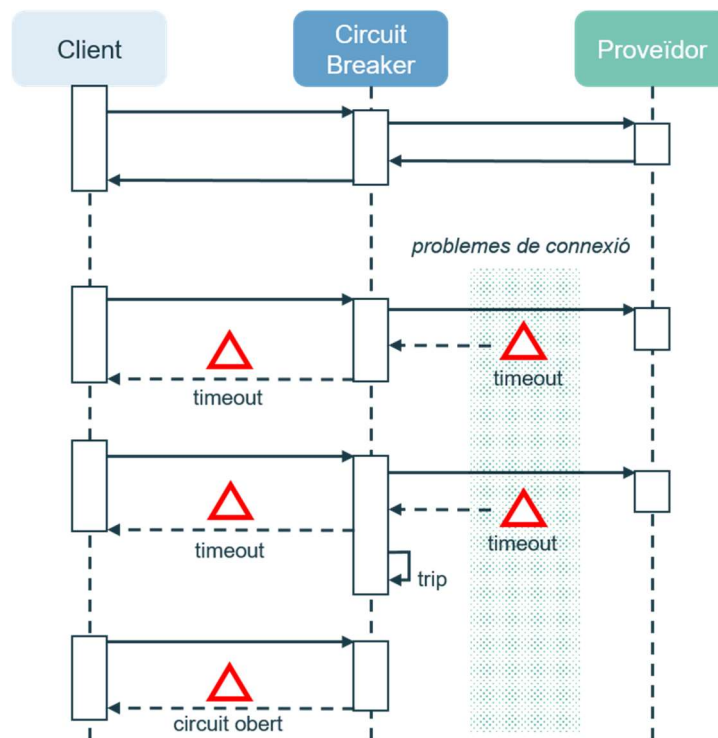 Client
Circuit
Breaker
Proveïdor
problemes de connexió
timeout
timeout
timeout
timeout
trip
circuit obert